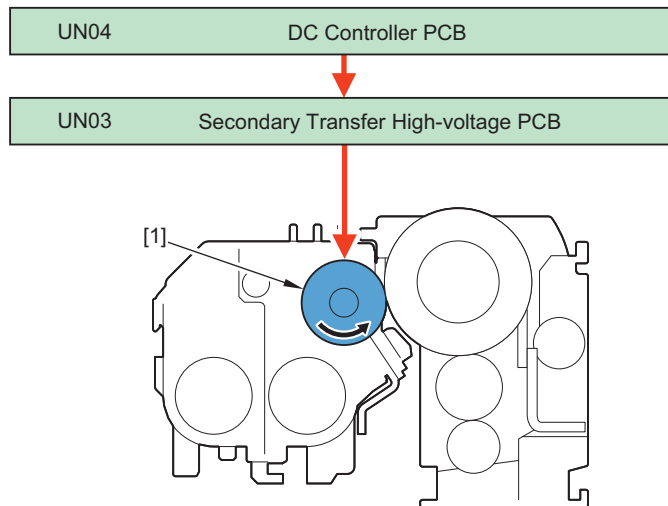 UN04 DC Controller PCB
UN03 Secondary Transfer High-voltage PCB
[1]